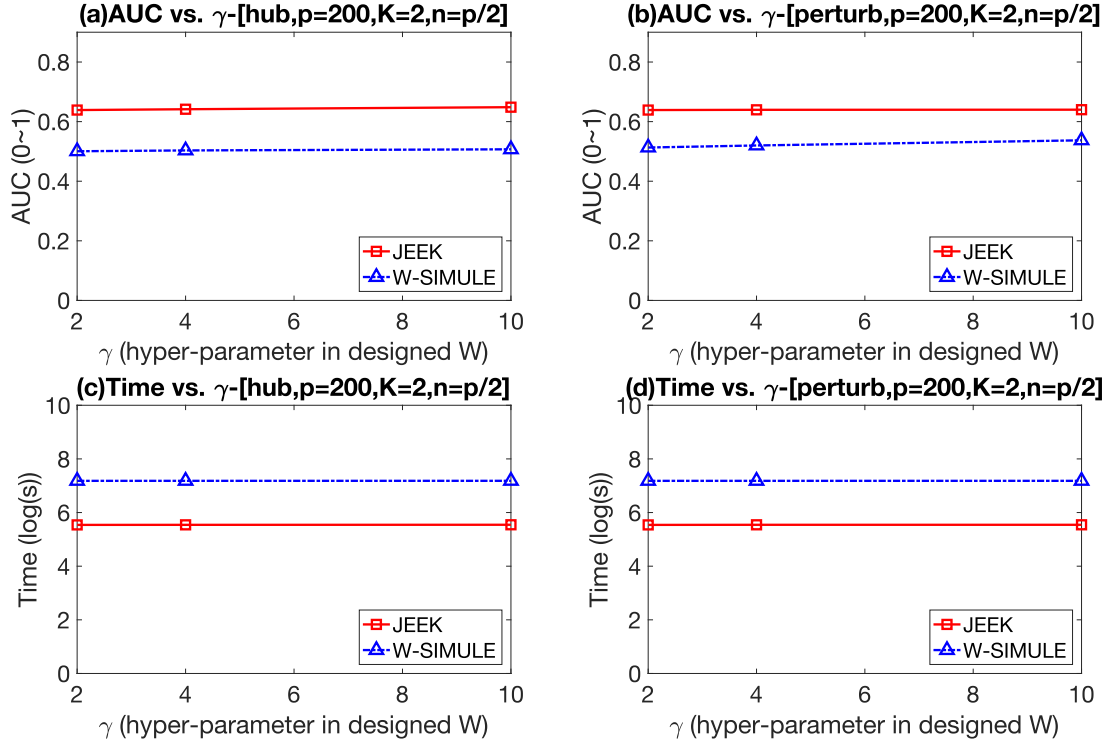 (a)AUC vs. γ-[hub,p=200,K=2,n=p/2]
0.8
0.6
0.4
0.2
0
AUC (0~1)
JEEK
W-SIMULE
2
4
6
8
10
γ (hyper-parameter in designed W)
(b)AUC vs. γ-[perturb,p=200,K=2,n=p/2]
0.8
0.6
0.4
0.2
0
AUC (0~1)
JEEK
W-SIMULE
2
4
6
8
10
γ (hyper-parameter in designed W)
(c)Time vs. γ-[hub,p=200,K=2,n=p/2]
10
8
6
4
2
0
Time (log(s))
JEEK
W-SIMULE
2
4
6
8
10
γ (hyper-parameter in designed W)
(d)Time vs. γ-[perturb,p=200,K=2,n=p/2]
10
8
6
4
2
0
Time (log(s))
JEEK
W-SIMULE
2
4
6
8
10
γ (hyper-parameter in designed W)